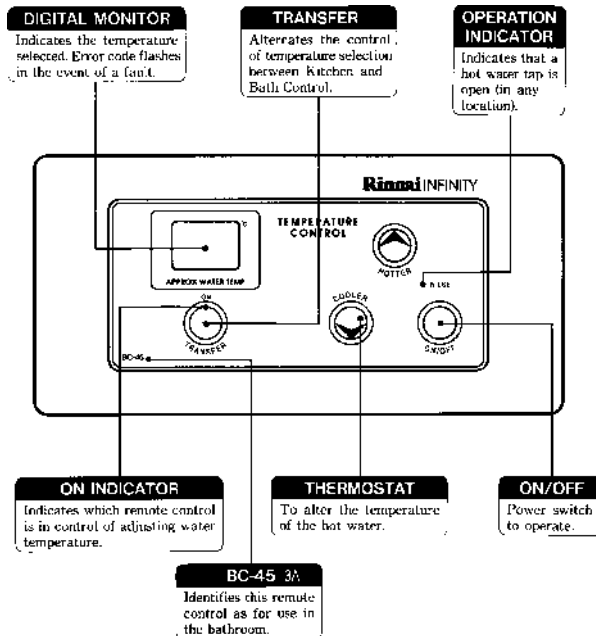 DIGITAL MONITOR
Indicates the temperature
selected. Error code flashes
in the event of a fault.
TRANSFER
Alternates the control
of temperature selection
between Kitchen and
Bath Control.
OPERATION
INDICATOR
Indicates that a
hot water tap is
open (in any
location).
Rinnai INFINITY
°C
TEMPERATURE
CONTROL
APPROX WATER TEMP
HOTTER
IN USE
ON
COOLER
TRANSFER
ON/OFF
BC-45
ON INDICATOR
Indicates which remote control
is in control of adjusting water
temperature.
THERMOSTAT
To alter the temperature
of the hot water.
ON/OFF
Power switch
to operate.
BC-45 3A
Identifies this remote
control as for use in
the bathroom.